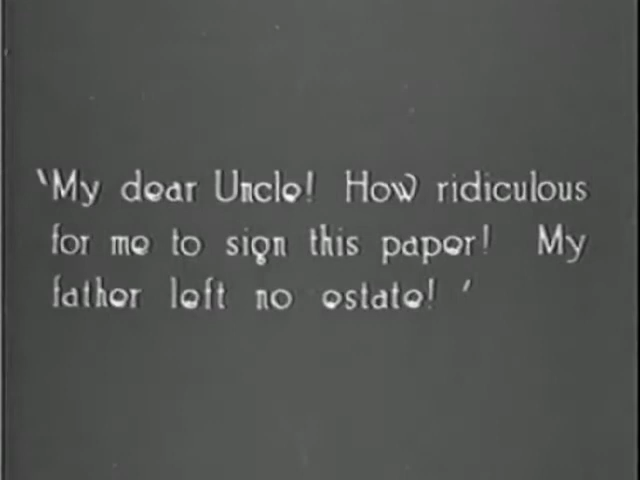 'My dear Uncle! How ridiculous
for me to sign this paper! My
father left no estate! '